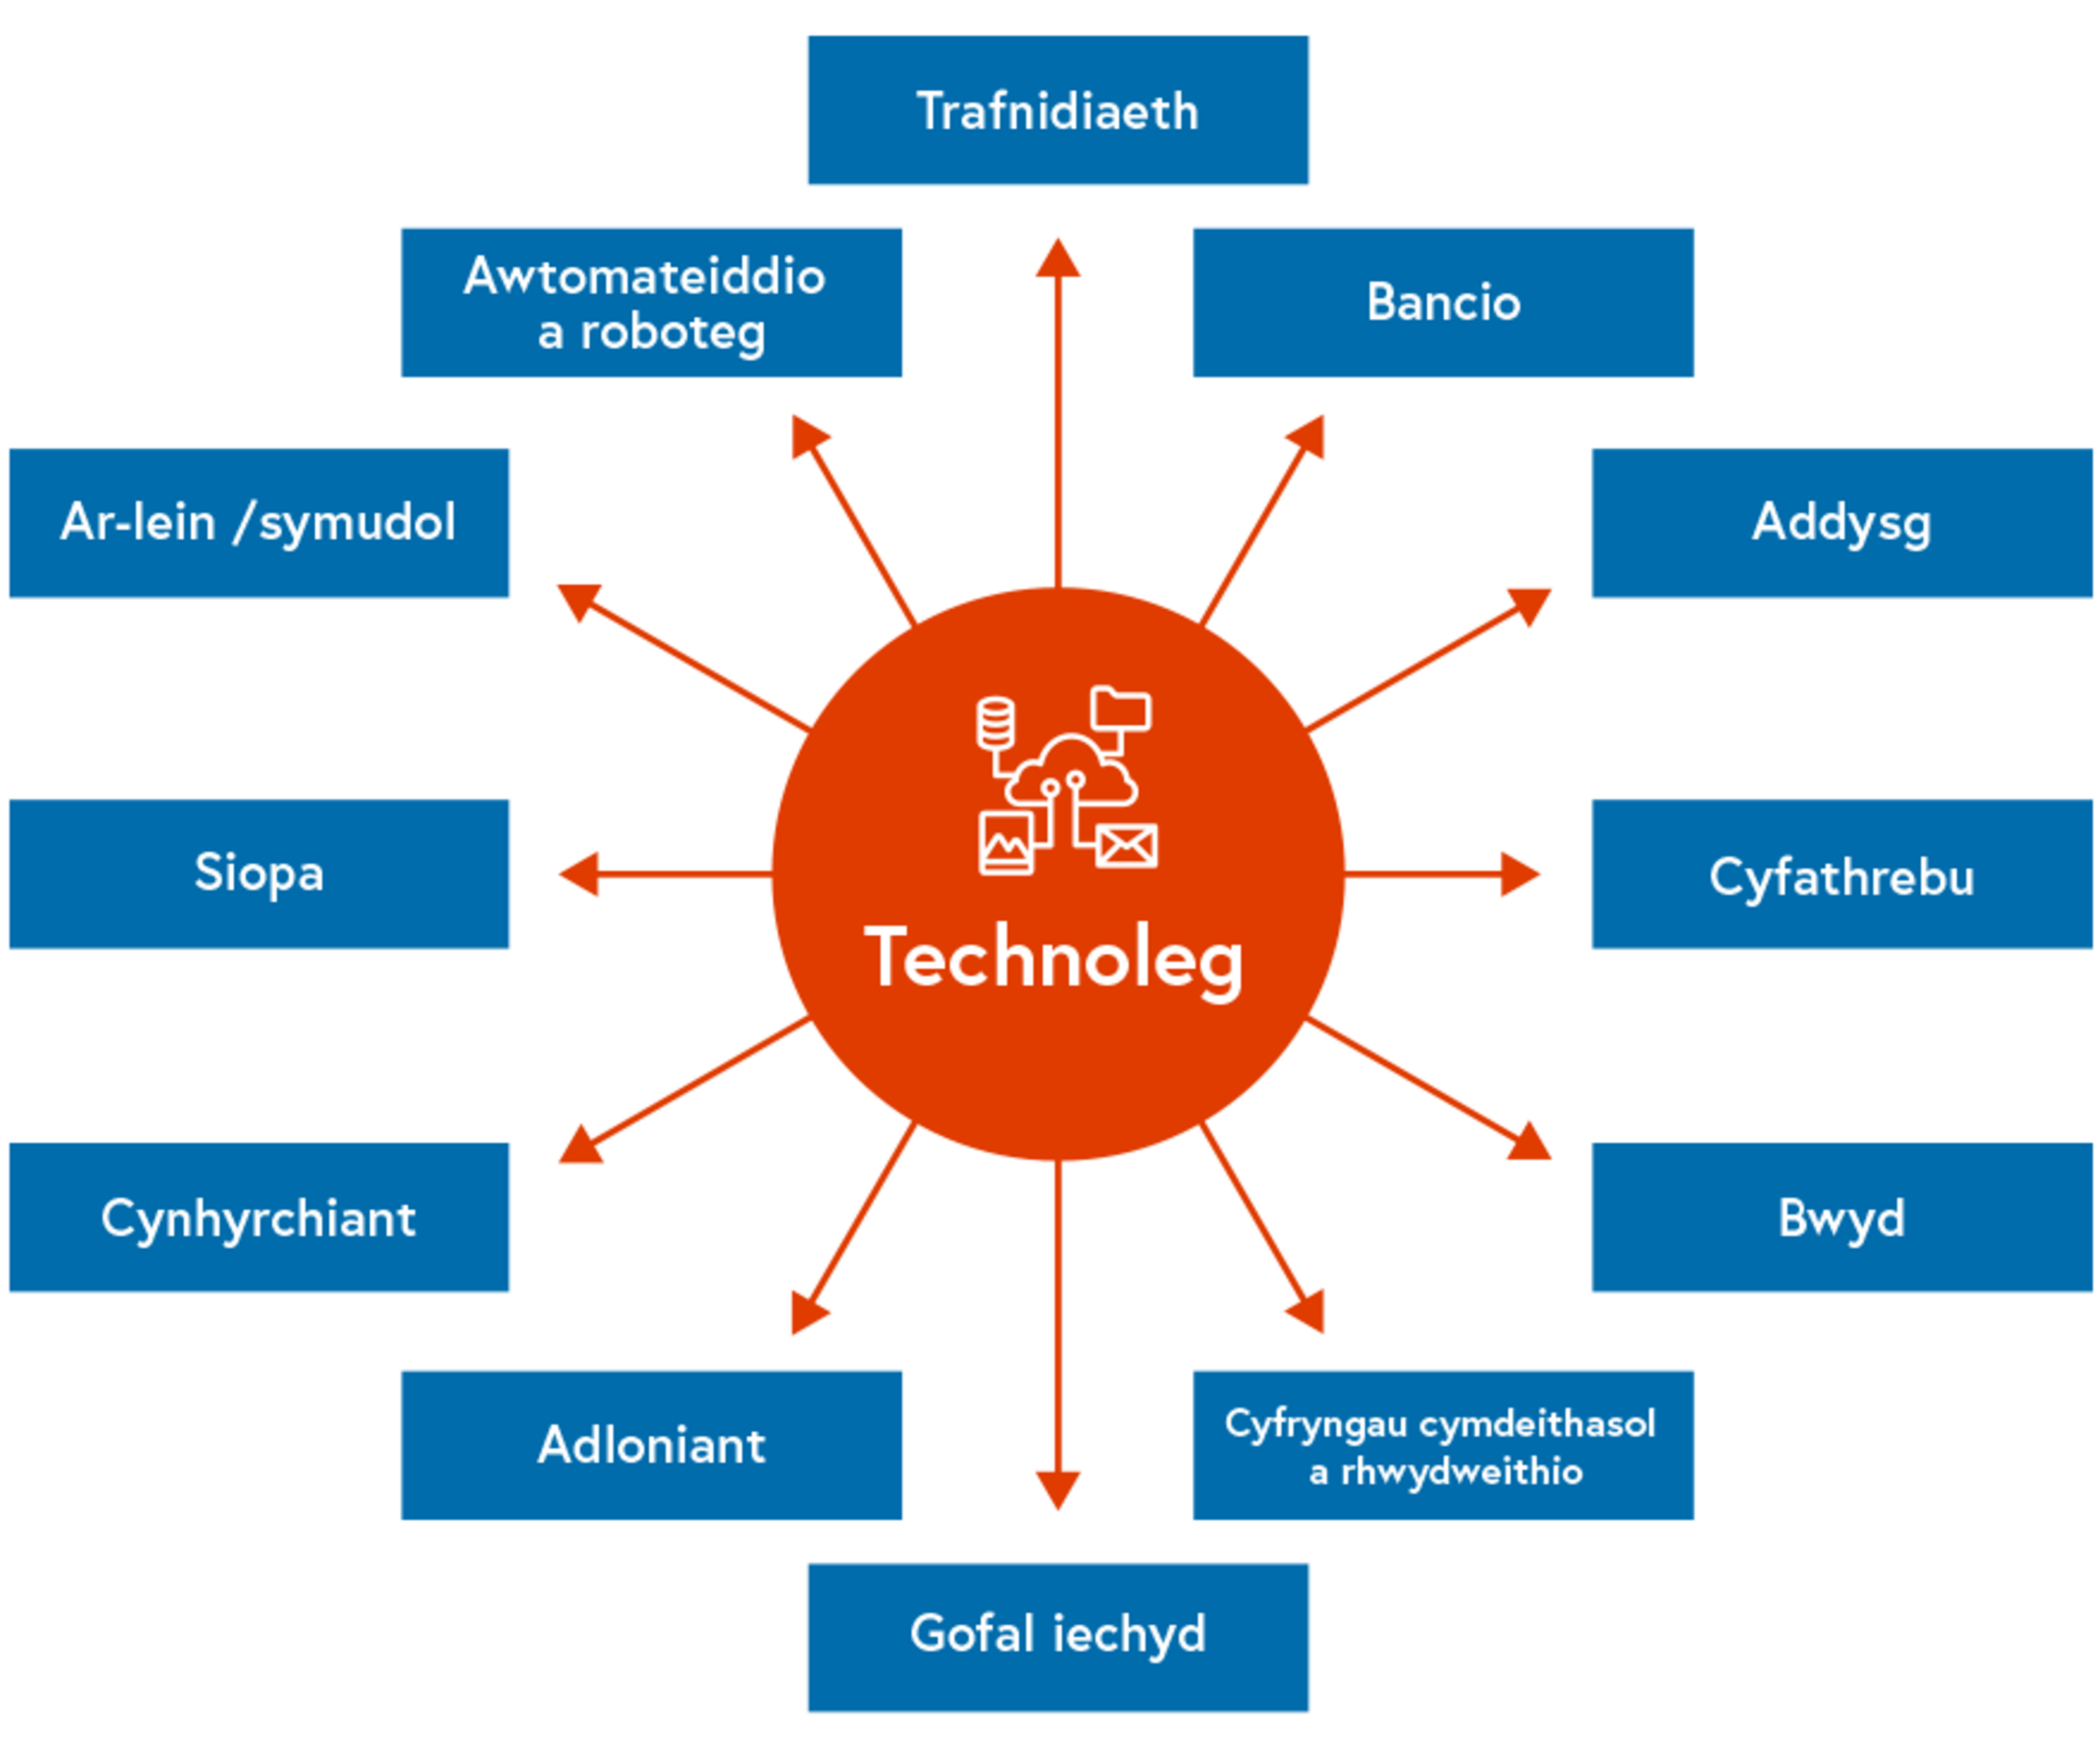 Trafnidiaeth
Awtomateiddio
a roboteg
Bancio
Ar-lein /symudol
Addysg
Siopa
Technoleg
Cyfathrebu
Cynhyrchiant
Bwyd
Adloniant
Cyfryngau cymdeithasol
a rhwydweithio
Gofal iechyd